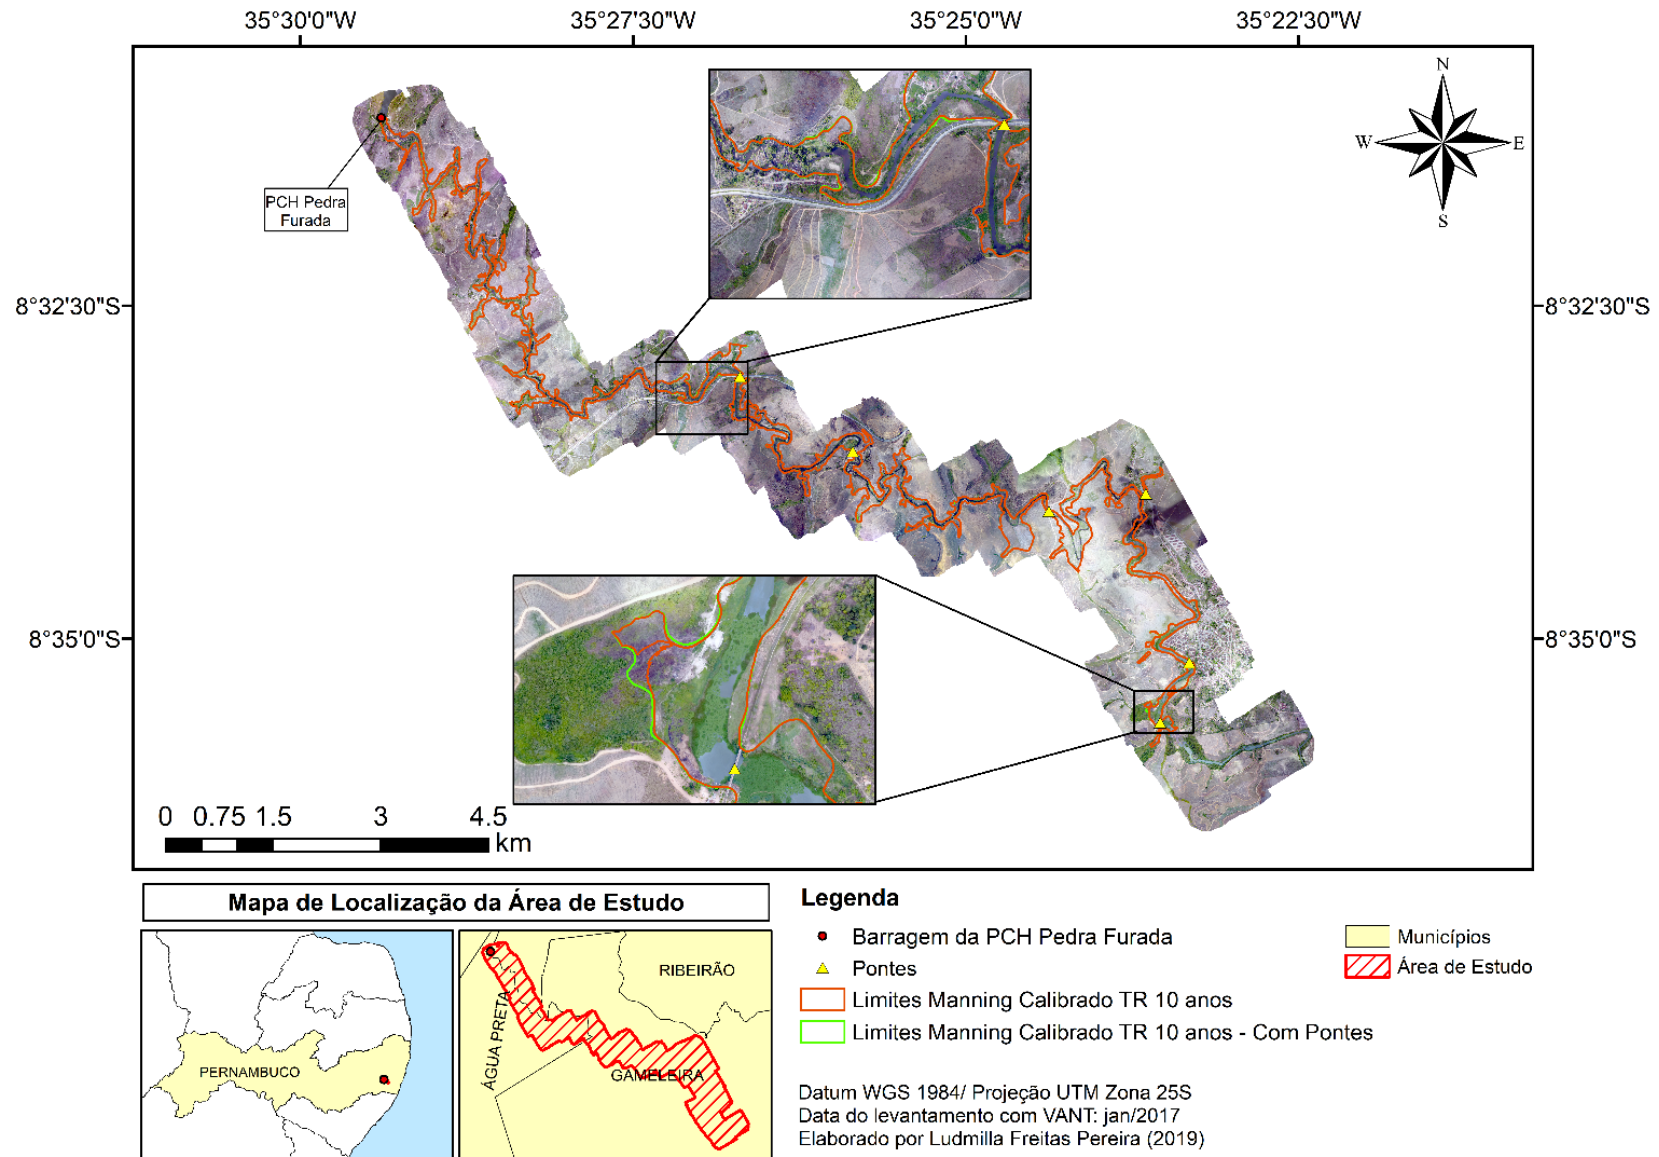 35°30'0"W
35°27'30"W
35°25'0"W
35°22'30"W
N
W
E
S
PCH Pedra
Furada
8°32'30"S
8°32'30"S
8°35'0"S
8°35'0"S
0 0.75 1.5 3 4.5
km
Mapa de Localização da Área de Estudo
PERNAMBUCO
RIBEIRÃO
ÁGUA PRETA
GAMELEIRA
Legenda
Barragem da PCH Pedra Furada
Pontes
Limites Manning Calibrado TR 10 anos
Limites Manning Calibrado TR 10 anos - Com Pontes
Municípios
Área de Estudo
Datum WGS 1984/ Projeção UTM Zona 25S
Data do levantamento com VANT: jan/2017
Elaborado por Ludmilla Freitas Pereira (2019)